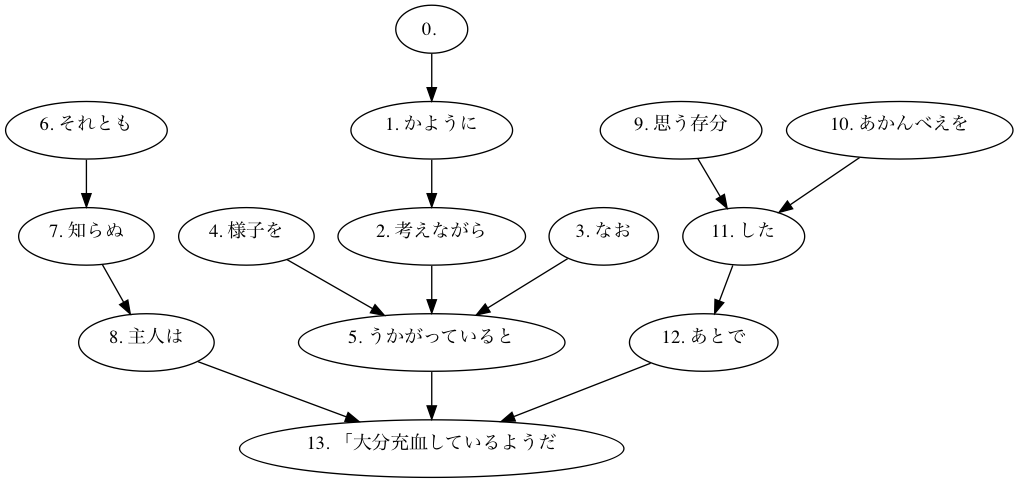 0.
1. かように
2. 考えながら
3. なお
4. 様子を
5. うかがっていると
6. それとも
7. 知らぬ
8. 主人は
9. 思う存分
10. あかんべえを
11. した
12. あとで
13. 「大分充血しているようだ